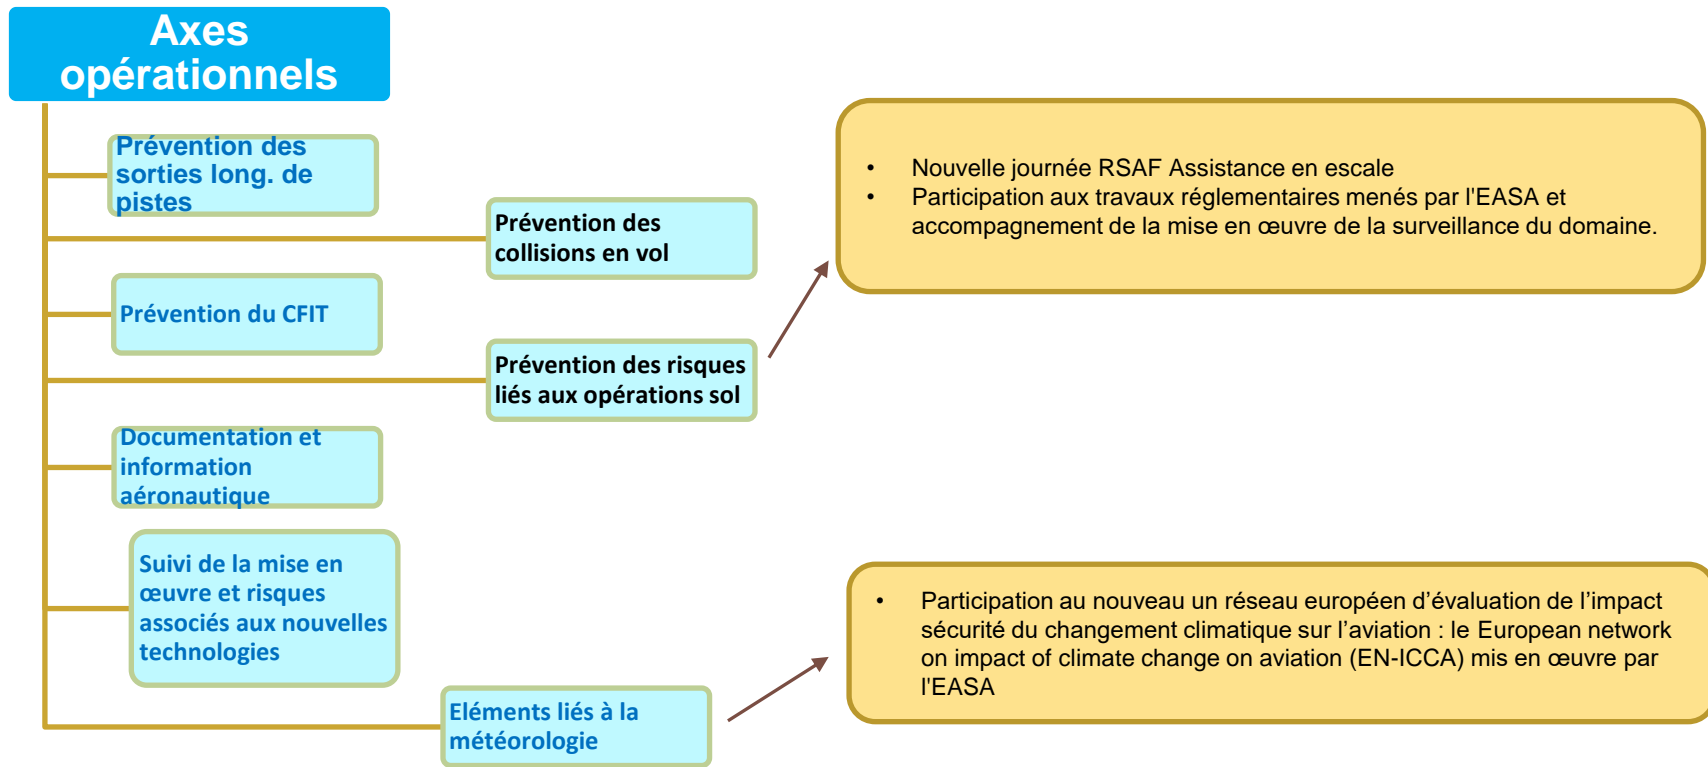 Axes
opérationnels
Prévention des
sorties long. de
pistes
Prévention des
collisions en vol
Prévention du CFIT
Prévention des risques
liés aux opérations sol
Documentation et
information
aéronautique
Suivi de la mise en
œuvre et risques
associés aux nouvelles
technologies
Eléments liés à la
météorologie
• Nouvelle journée RSAF Assistance en escale
• Participation aux travaux réglementaires menés par l'EASA et
accompagnement de la mise en œuvre de la surveillance du domaine.
• Participation au nouveau un réseau européen d’évaluation de l’impact
sécurité du changement climatique sur l’aviation : le European network
on impact of climate change on aviation (EN-ICCA) mis en œuvre par
l'EASA